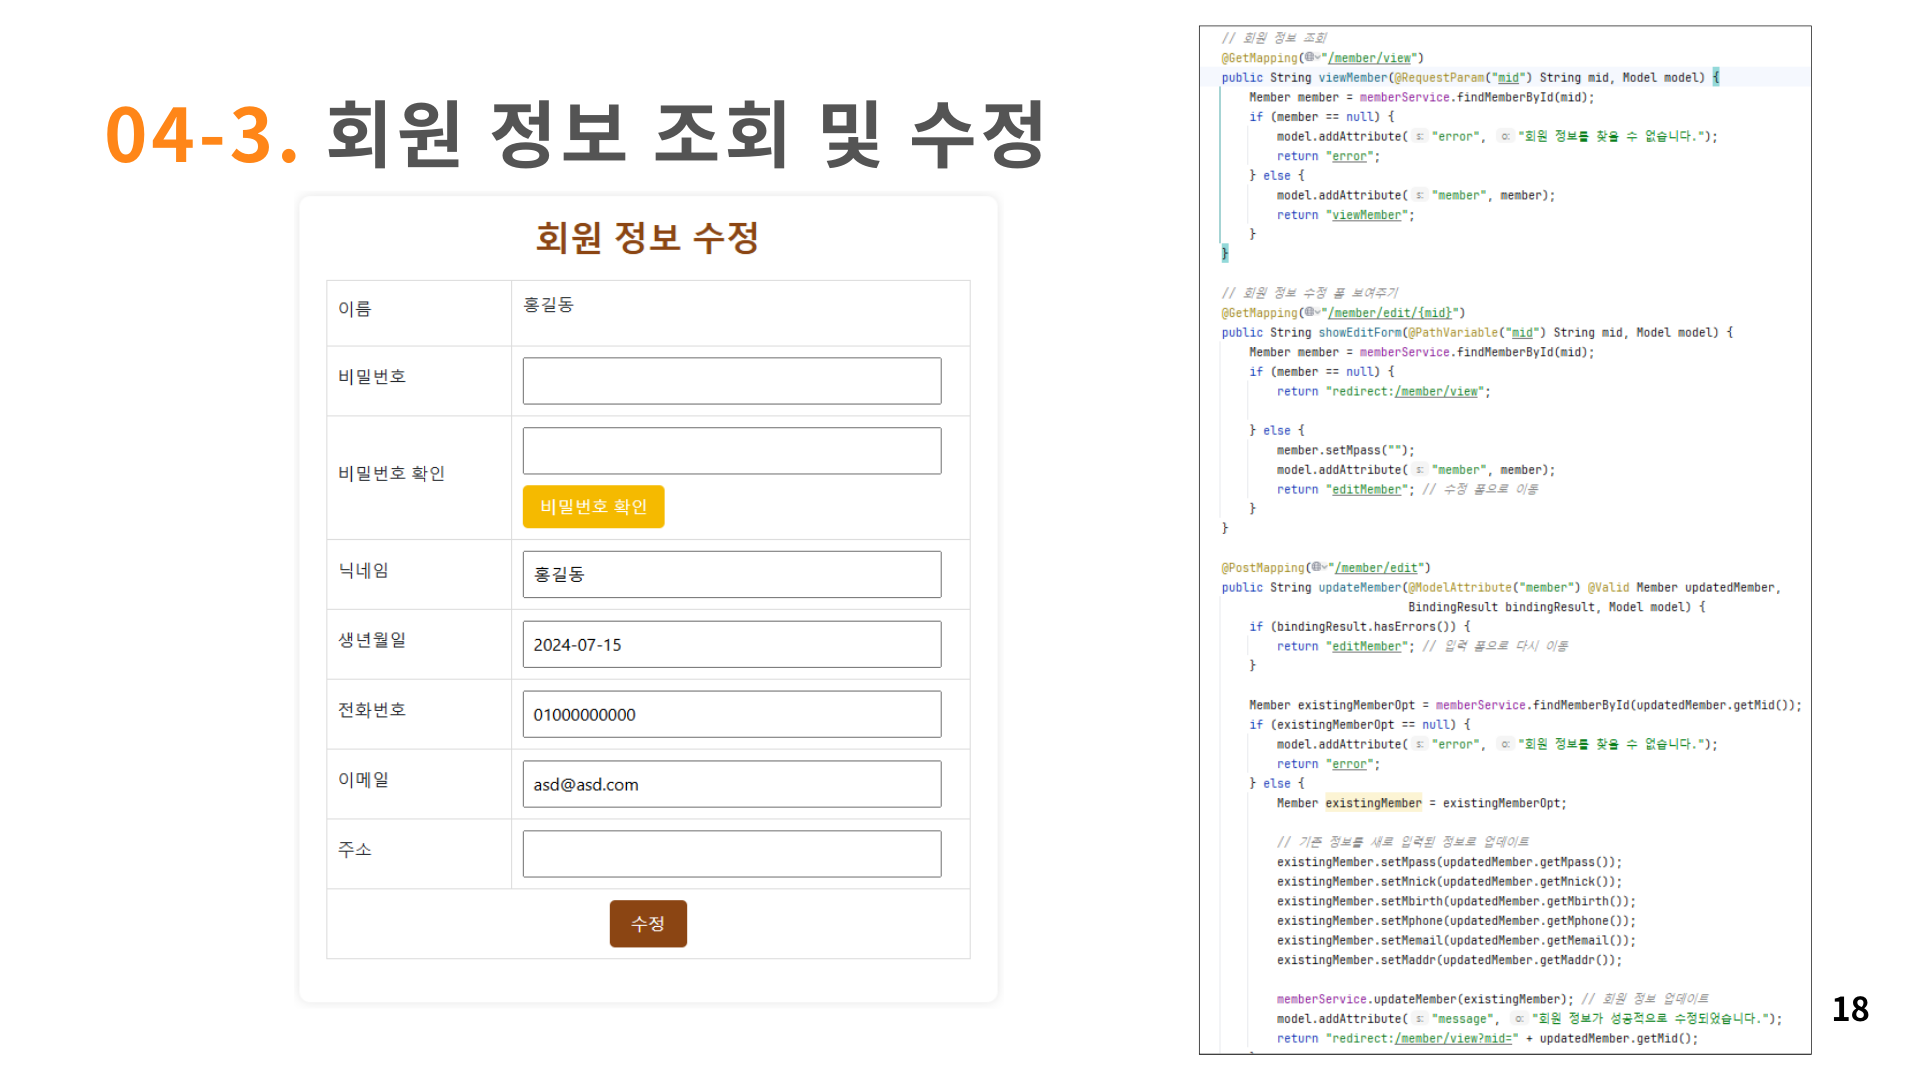 04-3. 회원 정보 조회 및 수정
회원 정보 수정
이름
홍길동
비밀번호
비밀번호 확인
비밀번호 확인
닉네임
홍길동
생년월일
2024-07-15
전화번호
01000000000
이메일
asd@asd.com
주소
수정
// 회원 정보 조회
@GetMapping("/member/view")
public String viewMember(@RequestParam("mid") String mid, Model model) {
Member member = memberService.findMemberById(mid);
if (member == null) {
model.addAttribute( s: "error", o: "회원 정보를 찾을 수 없습니다.");
return "error";
} else {
model.addAttribute( s: "member", member);
return "viewMember";
}
}
// 회원 정보 수정 폼 보여주기
@GetMapping("/member/edit/{mid}")
public String showEditForm(@PathVariable("mid") String mid, Model model) {
Member member = memberService.findMemberById(mid);
if (member == null) {
return "redirect:/member/view";
} else {
member.setMpass("");
model.addAttribute( s: "member", member);
return "editMember"; // 수정 폼으로 이동
}
}
@PostMapping("/member/edit")
public String updateMember(@ModelAttribute("member") @Valid Member updatedMember,
BindingResult bindingResult, Model model) {
if (bindingResult.hasErrors()) {
return "editMember"; // 입력 폼으로 다시 이동
}
Member existingMemberOpt = memberService.findMemberById(updatedMember.getMid());
if (existingMemberOpt == null) {
model.addAttribute( s: "error", o: "회원 정보를 찾을 수 없습니다.");
return "error";
} else {
Member existingMember = existingMemberOpt;
// 기존 정보를 새로 입력된 정보로 업데이트
existingMember.setMpass(updatedMember.getMpass());
existingMember.setMnick(updatedMember.getMnick());
existingMember.setMbirth(updatedMember.getMbirth());
existingMember.setMphone(updatedMember.getMphone());
existingMember.setMemail(updatedMember.getMemail());
existingMember.setMaddr(updatedMember.getMaddr());
memberService.updateMember(existingMember); // 회원 정보 업데이트
model.addAttribute( s: "message", o: "회원 정보가 성공적으로 수정되었습니다.");
return "redirect:/member/view?mid=" + updatedMember.getMid();
18